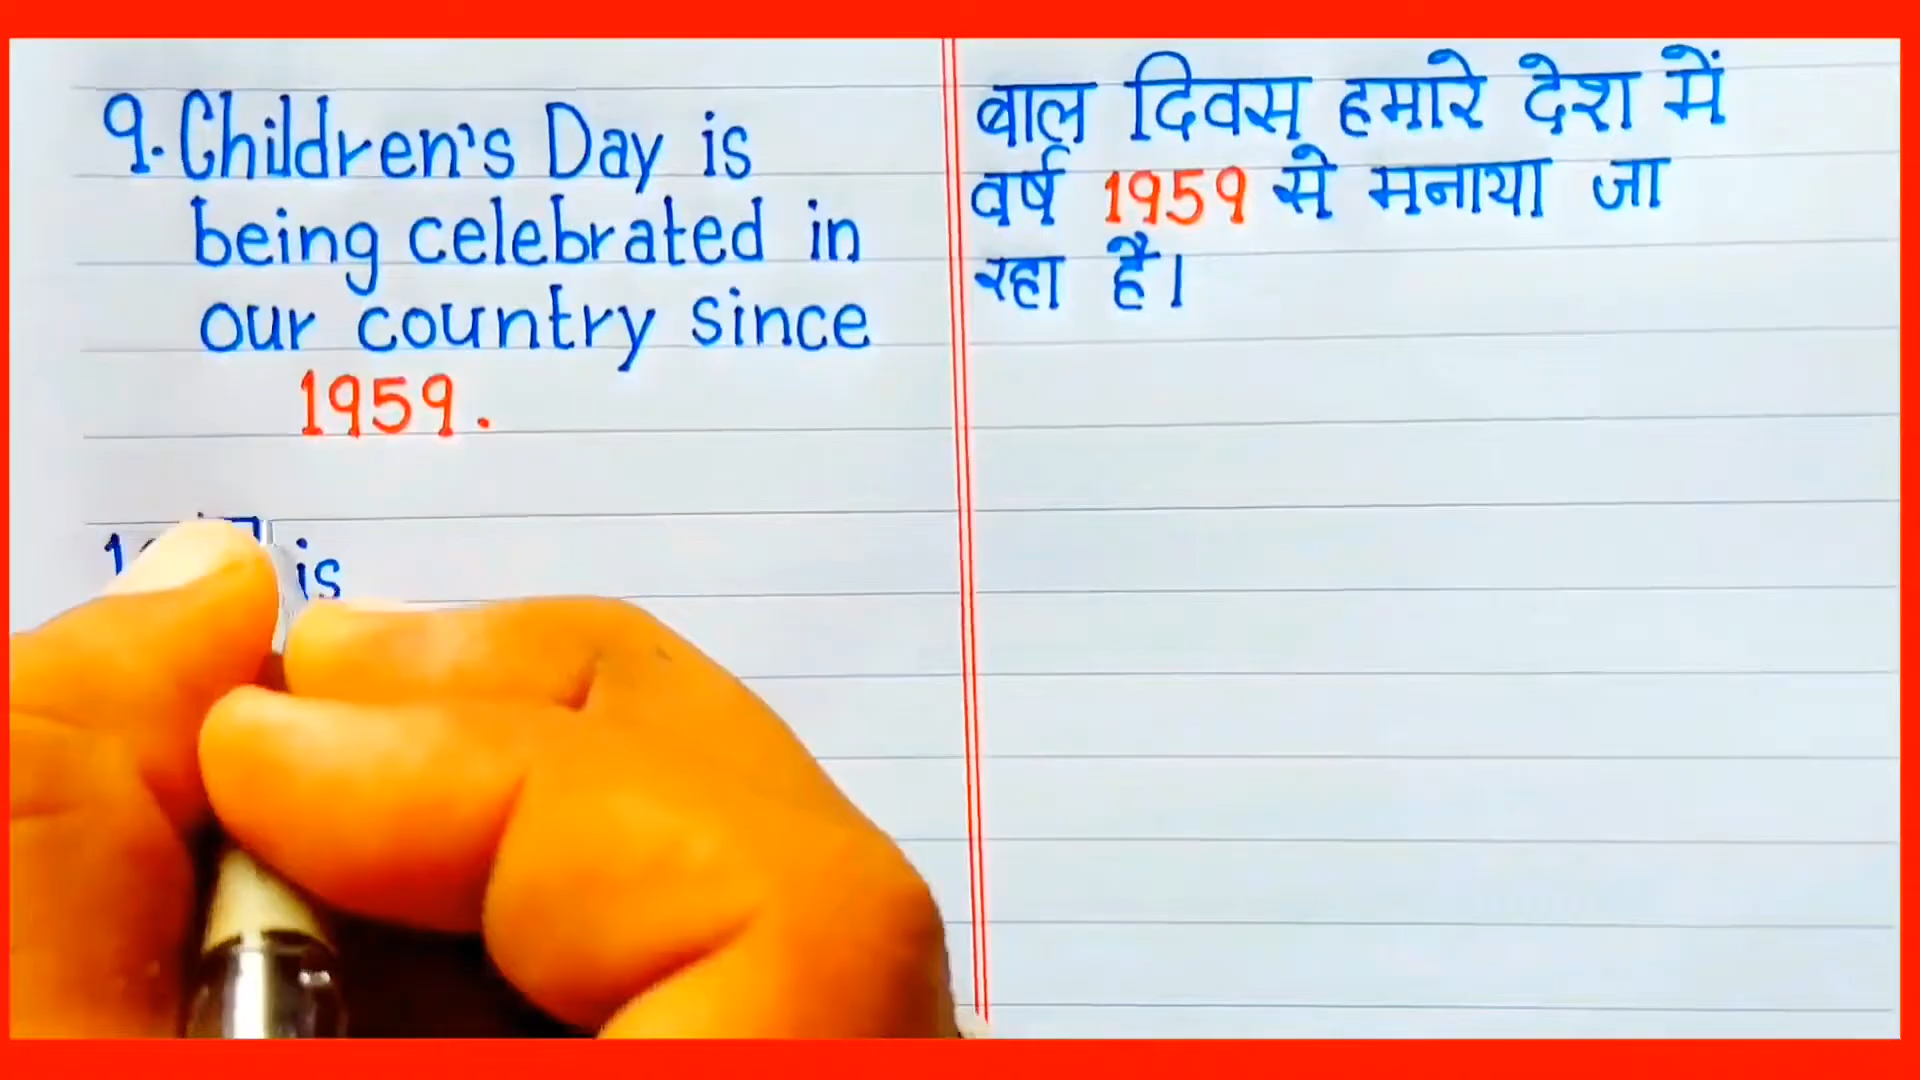 9. Children's Day is
being celebrated in
our country since
1959.
is
बाल दिवस हमारे देश में
वर्ष 1959 से मनाया जा
रहा है।